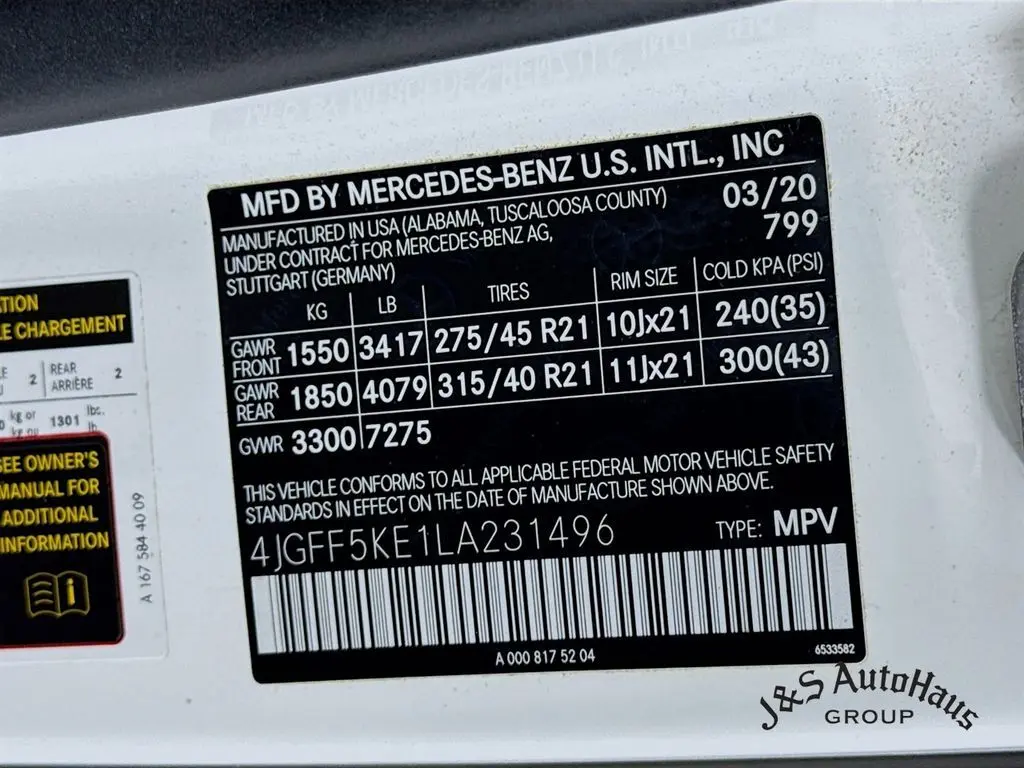 MFD BY MERCEDES-BENZ U.S. INTL., INC
MANUFACTURED IN USA (ALABAMA, TUSCALOOSA COUNTY)
UNDER CONTRACT FOR MERCEDES-BENZ AG,
STUTTGART (GERMANY)
03/20
799
KG LB TIRES RIM SIZE COLD KPA (PSI)
GAWR FRONT 1550 3417 275/45 R21 10Jx21 240(35)
GAWR REAR 1850 4079 315/40 R21 11Jx21 300(43)
GVWR 3300 7275
THIS VEHICLE CONFORMS TO ALL APPLICABLE FEDERAL MOTOR VEHICLE SAFETY
STANDARDS IN EFFECT ON THE DATE OF MANUFACTURE SHOWN ABOVE.
4JGFF5KE1LA231496 TYPE: MPV
A 000 817 52 04
6533582
CHARGEMENT
2 REAR ARRIÈRE 2
kg or 1301 lbs.
lb
SEE OWNER'S
MANUAL FOR
ADDITIONAL
INFORMATION
A 167 584 40 09
J&S AutoHaus
GROUP